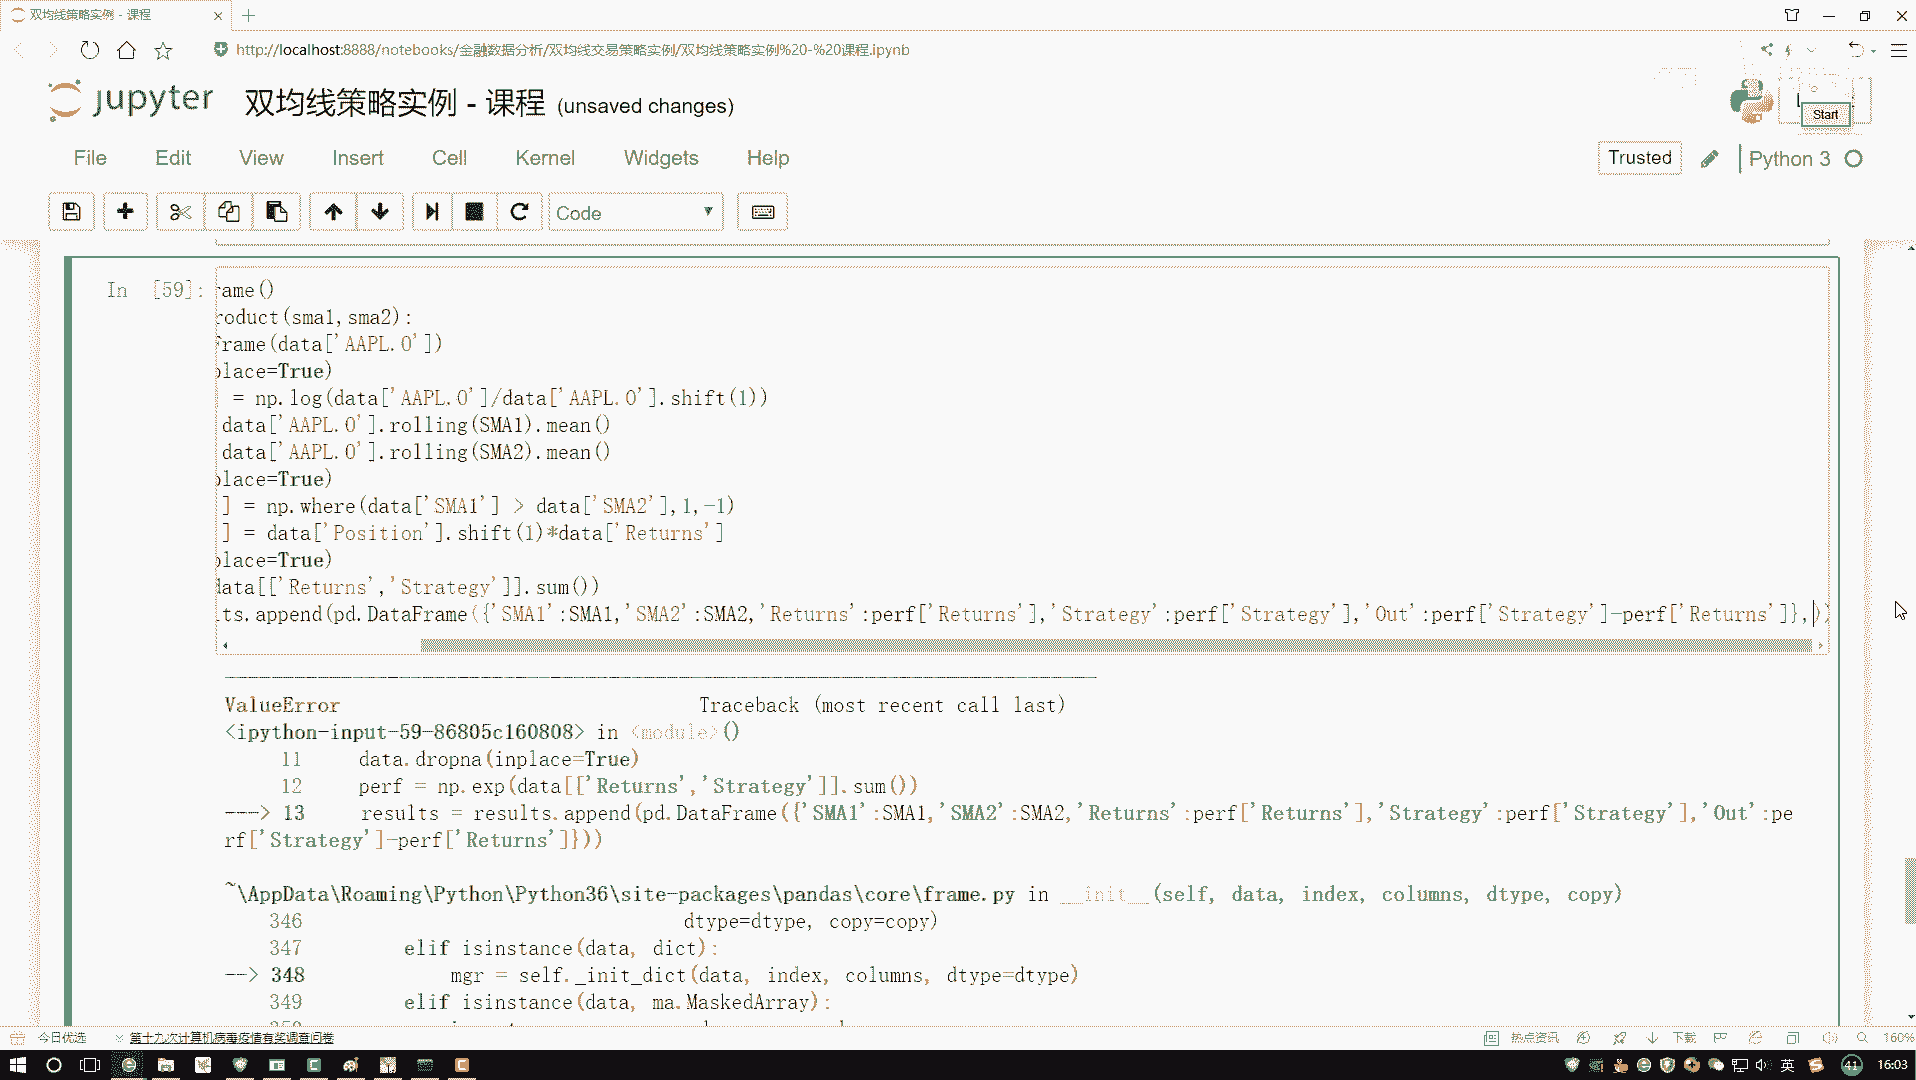 双均线策略实例 - 课程
http://localhost:8888/notebooks/金融数据分析/双均线交易策略实例/双均线策略实例%20-%20课程.ipynb
jupyter 双均线策略实例 - 课程 (unsaved changes)
Start
File Edit View Insert Cell Kernel Widgets Help
Trusted Python 3
Code
In [59]: rame()
roduct(sma1,sma2):
frame(data['AAPL.O'])
place=True)
= np.log(data['AAPL.O']/data['AAPL.O'].shift(1))
data['AAPL.O'].rolling(SMA1).mean()
data['AAPL.O'].rolling(SMA2).mean()
place=True)
] = np.where(data['SMA1'] > data['SMA2'],1,-1)
] = data['Position'].shift(1)*data['Returns']
place=True)
data[['Returns','Strategy']].sum())
lts.append(pd.DataFrame({'SMA1':SMA1,'SMA2':SMA2,'Returns':perf['Returns'],'Strategy':perf['Strategy'],'Out':perf['Strategy']-perf['Returns']},))
ValueError Traceback (most recent call last)
<ipython-input-59-86805c160808> in <module>()
11 data.dropna(inplace=True)
12 perf = np.exp(data[['Returns','Strategy']].sum())
---> 13 results = results.append(pd.DataFrame({'SMA1':SMA1,'SMA2':SMA2,'Returns':perf['Returns'],'Strategy':perf['Strategy'],'Out':pe
rf['Strategy']-perf['Returns']}))
~\AppData\Roaming\Python\Python36\site-packages\pandas\core\frame.py in __init__(self, data, index, columns, dtype, copy)
346 dtype=dtype, copy=copy)
347 elif isinstance(data, dict):
--> 348 mgr = self._init_dict(data, index, columns, dtype=dtype)
349 elif isinstance(data, ma.MaskedArray):
今日优选 第十九次计算机病毒疫情有奖调查问卷 热点资讯 下载 160%
英 41 16:03